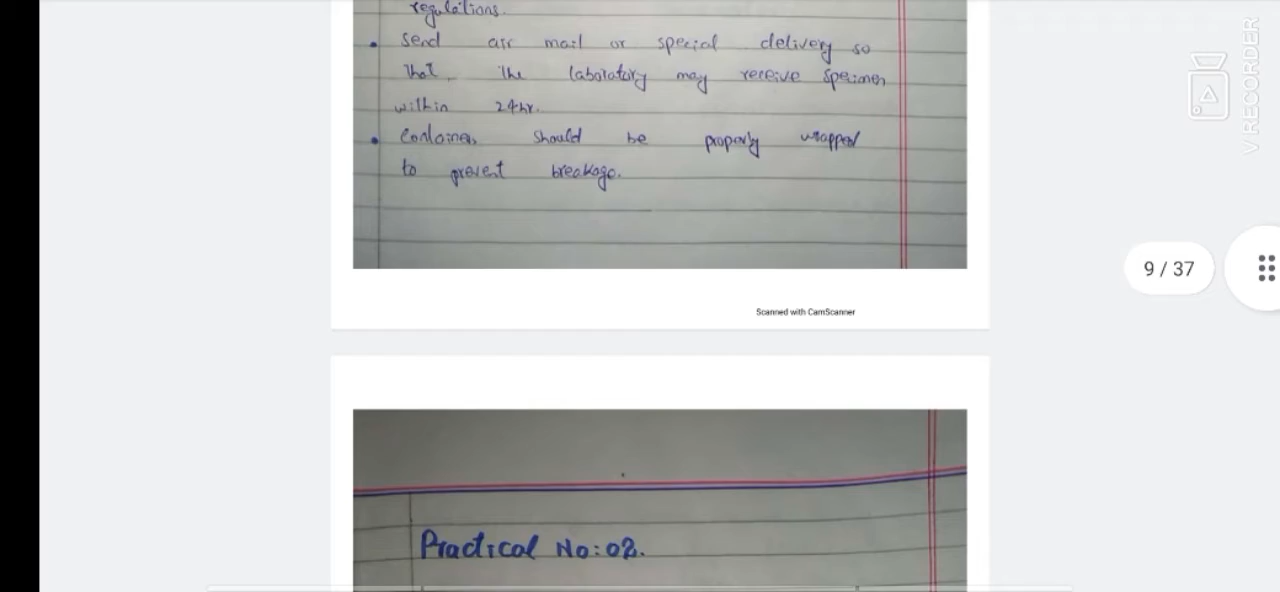 regulations.
• Send air mail or special delivery so
that the laboratory may receive specimen
within 24hr.
• Container should be properly wrapped
to prevent breakage.
Scanned with CamScanner
Practical No:02.
9 / 37
V RECORDER